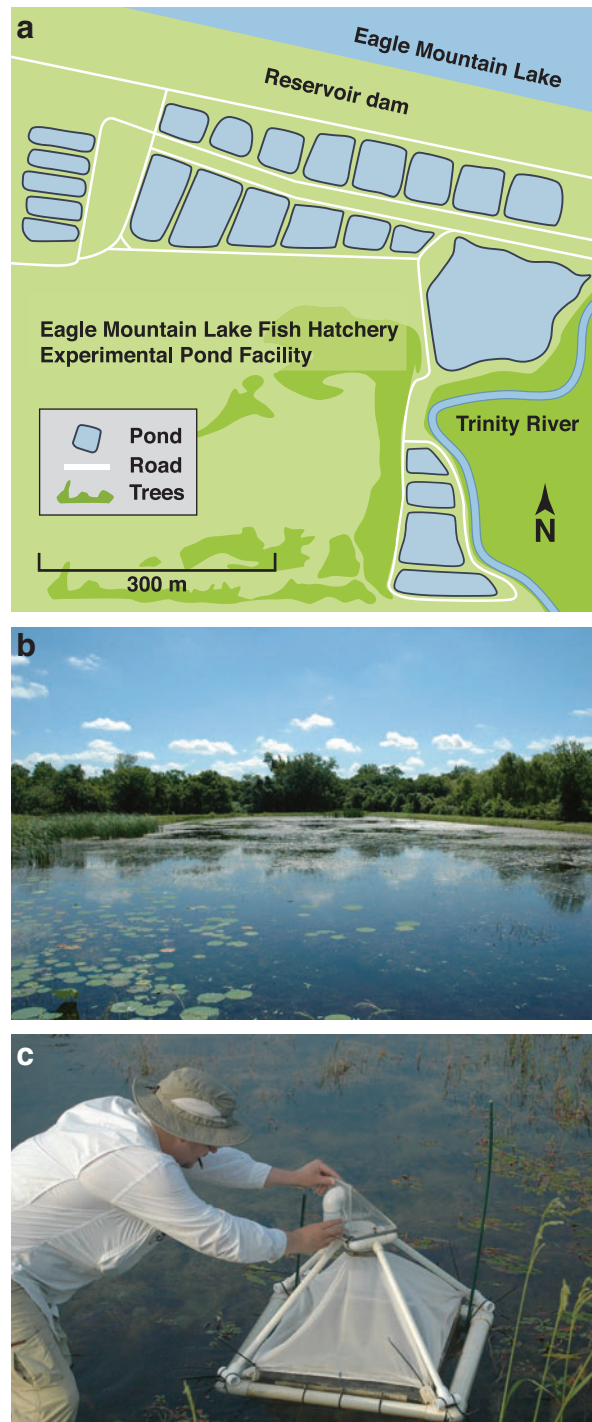 a
Eagle Mountain Lake
Reservoir dam
Eagle Mountain Lake Fish Hatchery
Experimental Pond Facility
Pond
Road
Trees
Trinity River
N
300 m
b
c